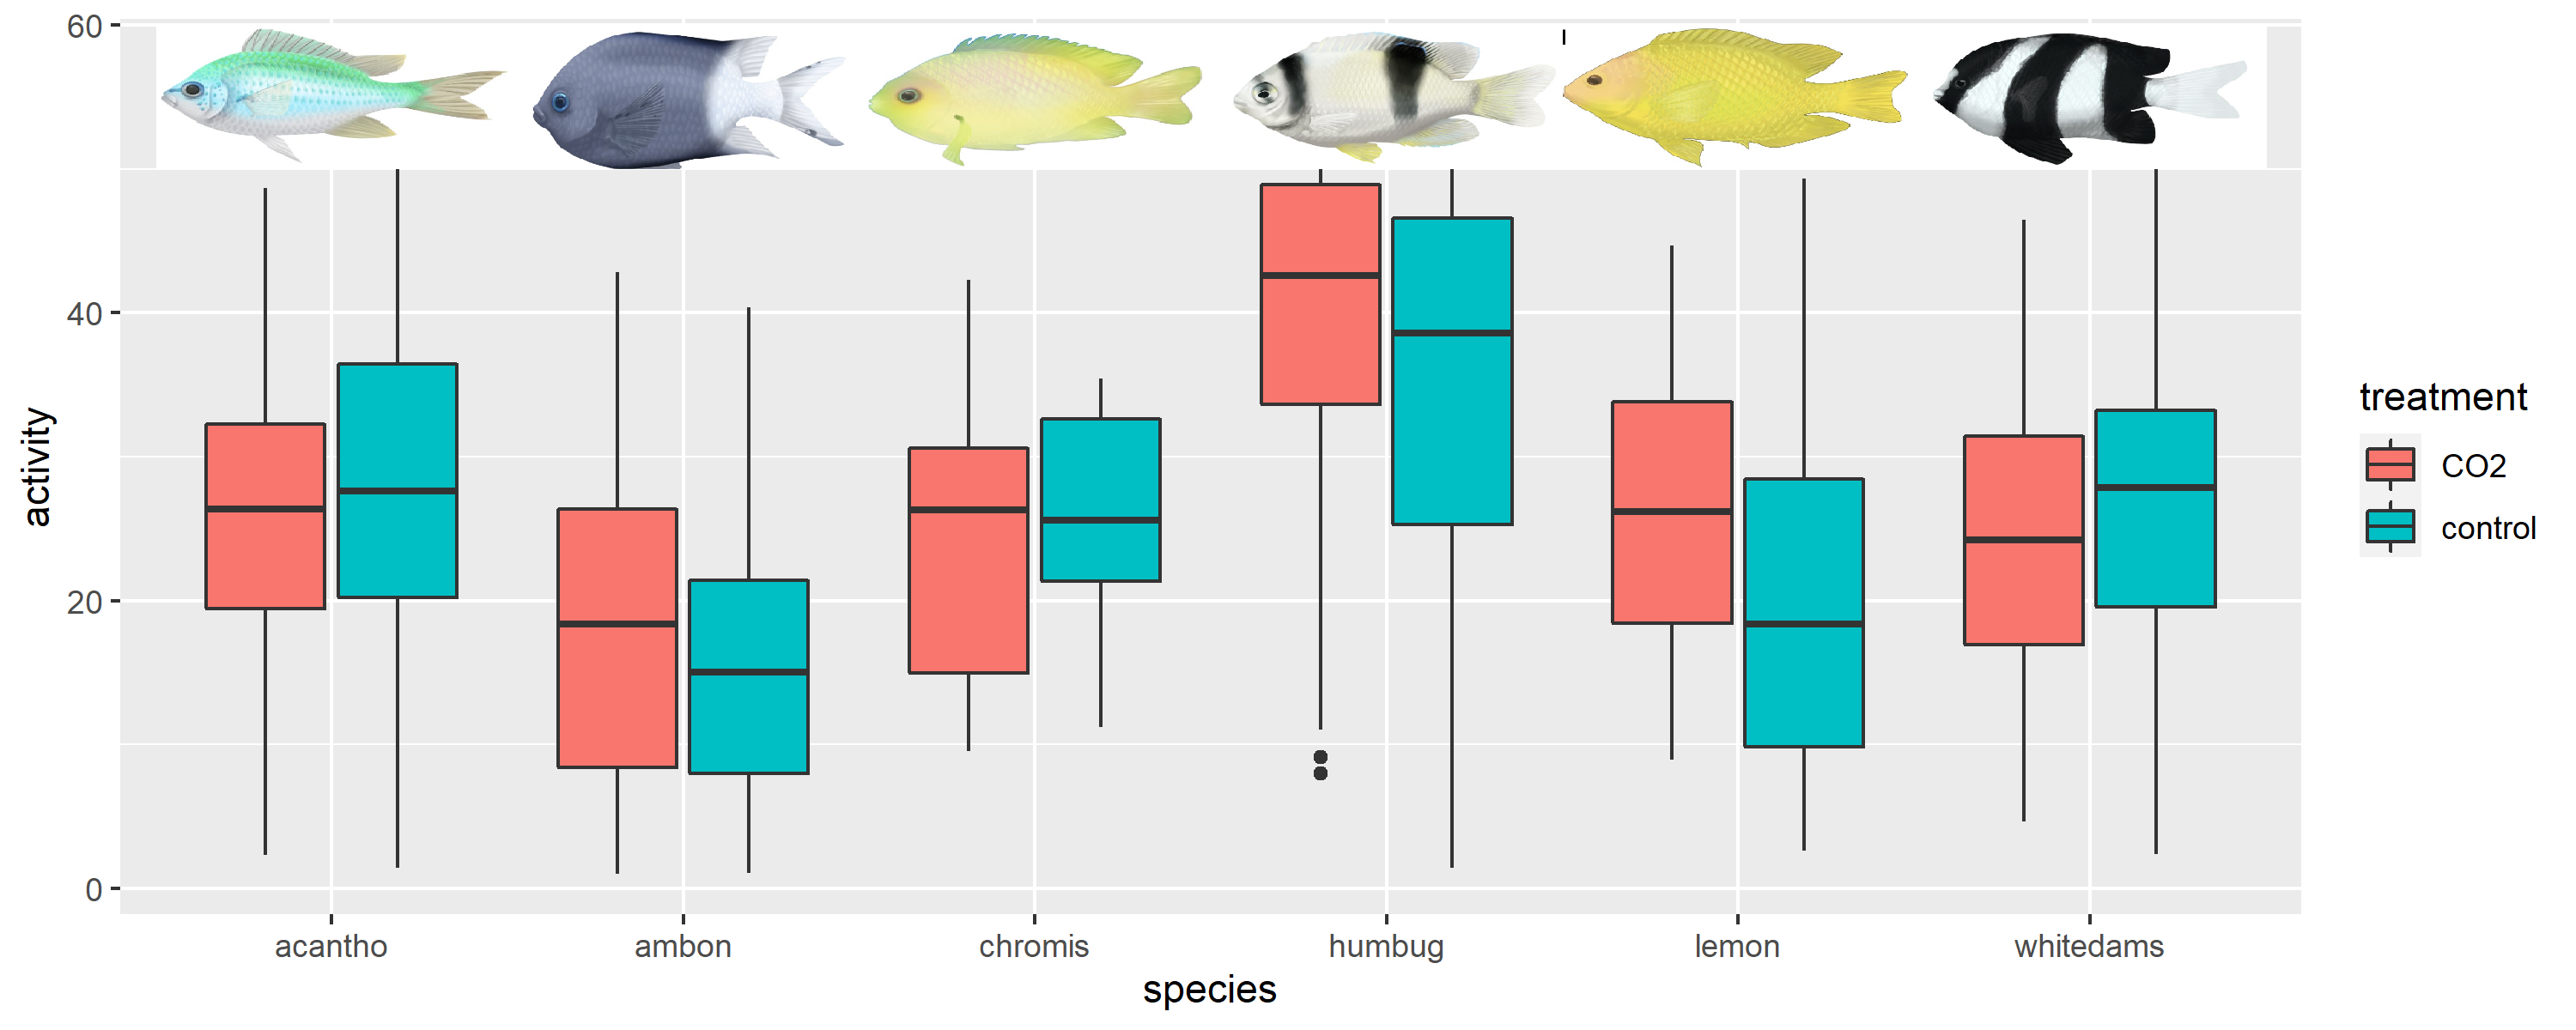 60
40
20
0
activity
acantho ambon chromis humbug lemon whitedams
species
treatment
CO2
control